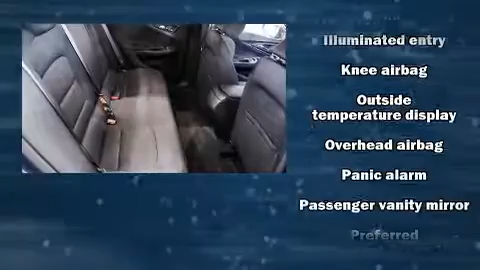 Illuminated entry
Knee airbag
Outside
temperature display
Overhead airbag
Panic alarm
Passenger vanity mirror
Preferred